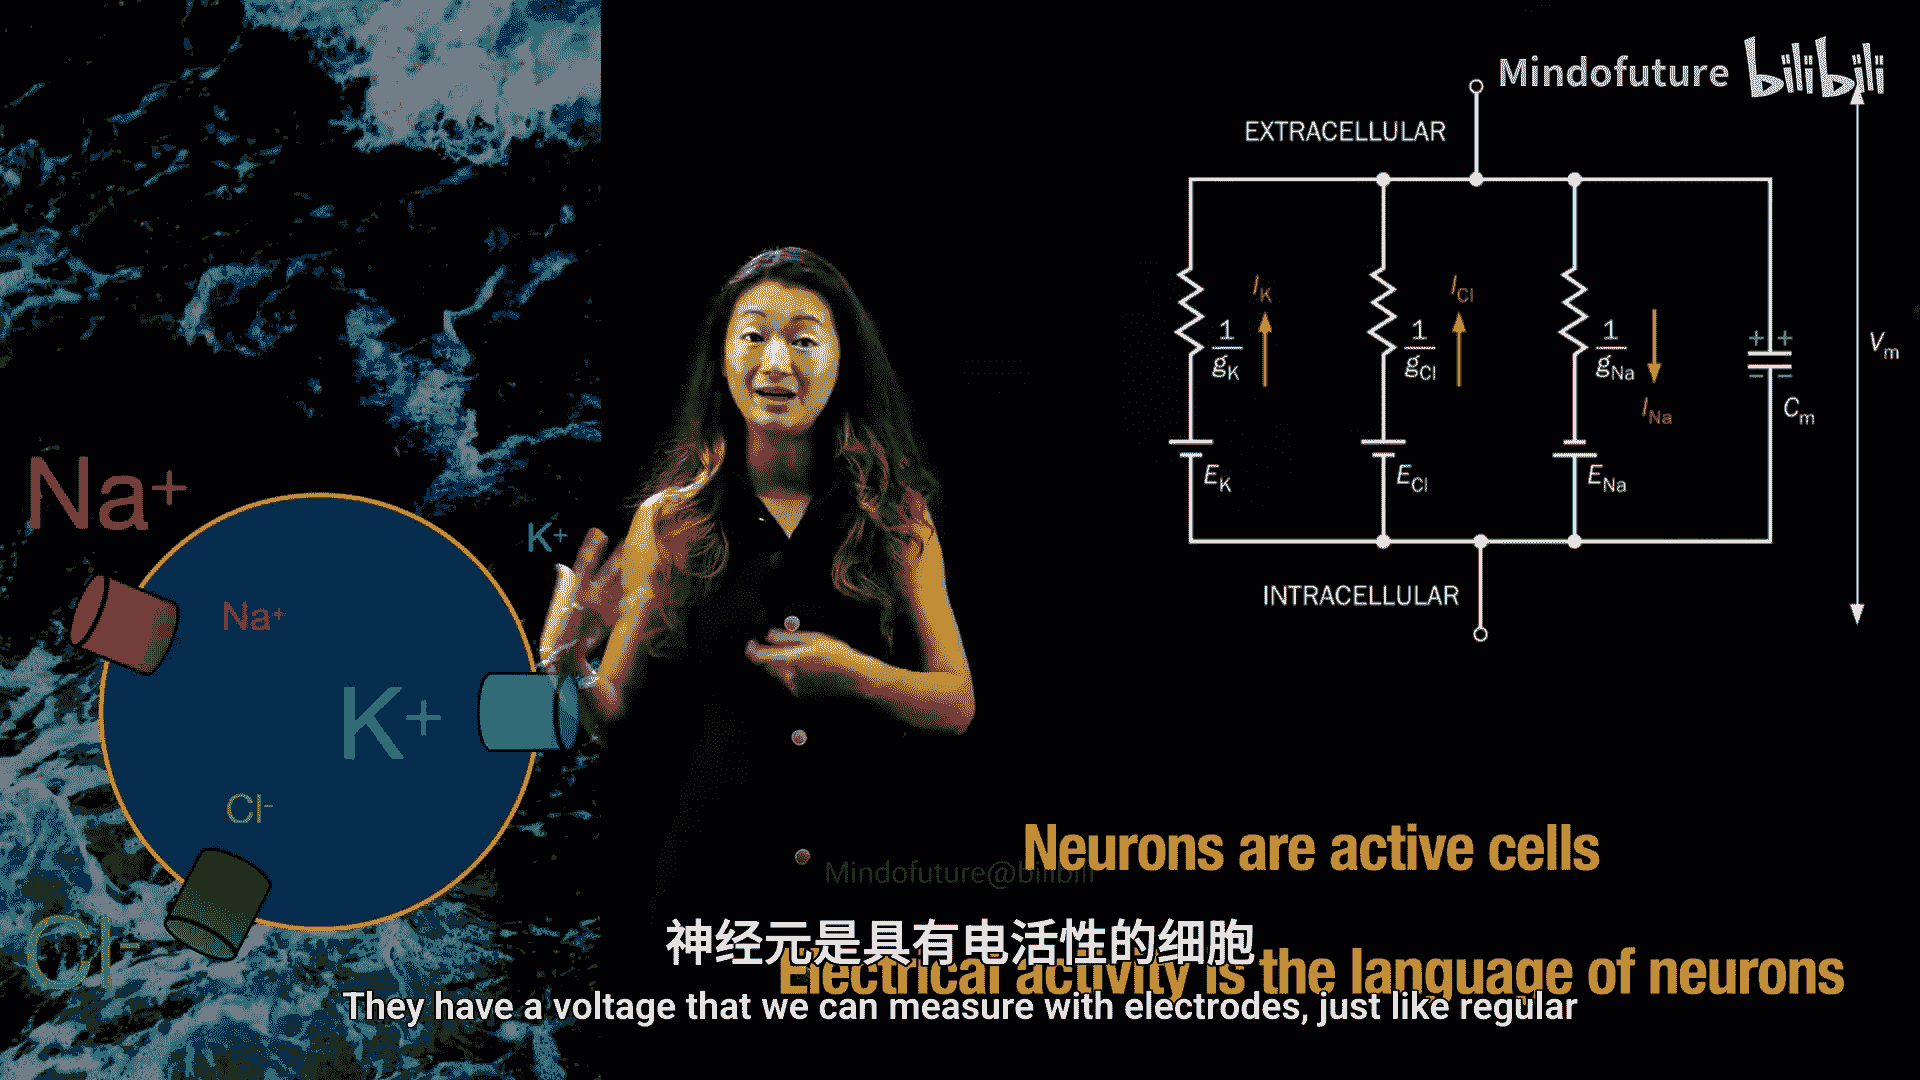 Mindofuture bilibili
EXTRACELLULAR
I_K
I_Cl
1/g_K
1/g_Cl
1/g_Na
I_Na
++
−−
C_m
V_m
E_K
E_Cl
E_Na
INTRACELLULAR
Na⁺
K⁺
Na⁺
K⁺
Cl⁻
Cl⁻
Neurons are active cells
Mindofuture@bilibili
神经元是具有电活性的细胞
Electrical activity is the language of neurons
They have a voltage that we can measure with electrodes, just like regular